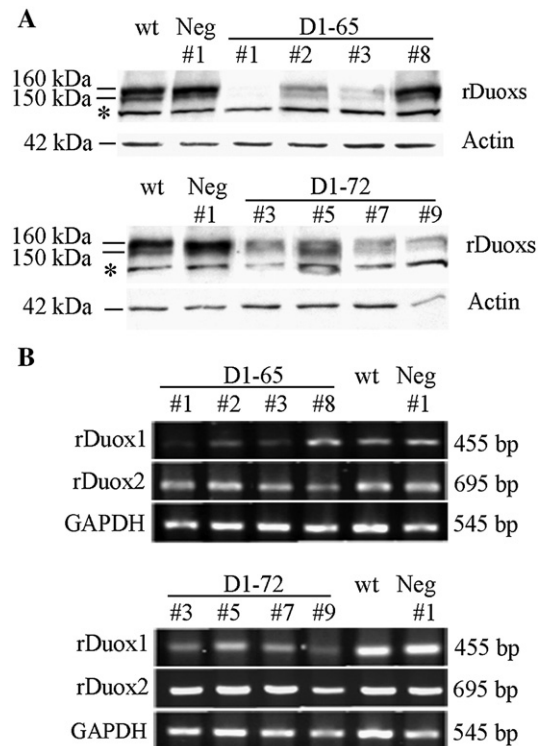 A
wt Neg D1-65
#1 #1 #2 #3 #8
160 kDa
150 kDa
rDuoxs
*
42 kDa
Actin
wt Neg D1-72
#1 #3 #5 #7 #9
160 kDa
150 kDa
rDuoxs
*
42 kDa
Actin
B
D1-65 wt Neg
#1 #2 #3 #8 #1
rDuox1 455 bp
rDuox2 695 bp
GAPDH 545 bp
D1-72 wt Neg
#3 #5 #7 #9 #1
rDuox1 455 bp
rDuox2 695 bp
GAPDH 545 bp